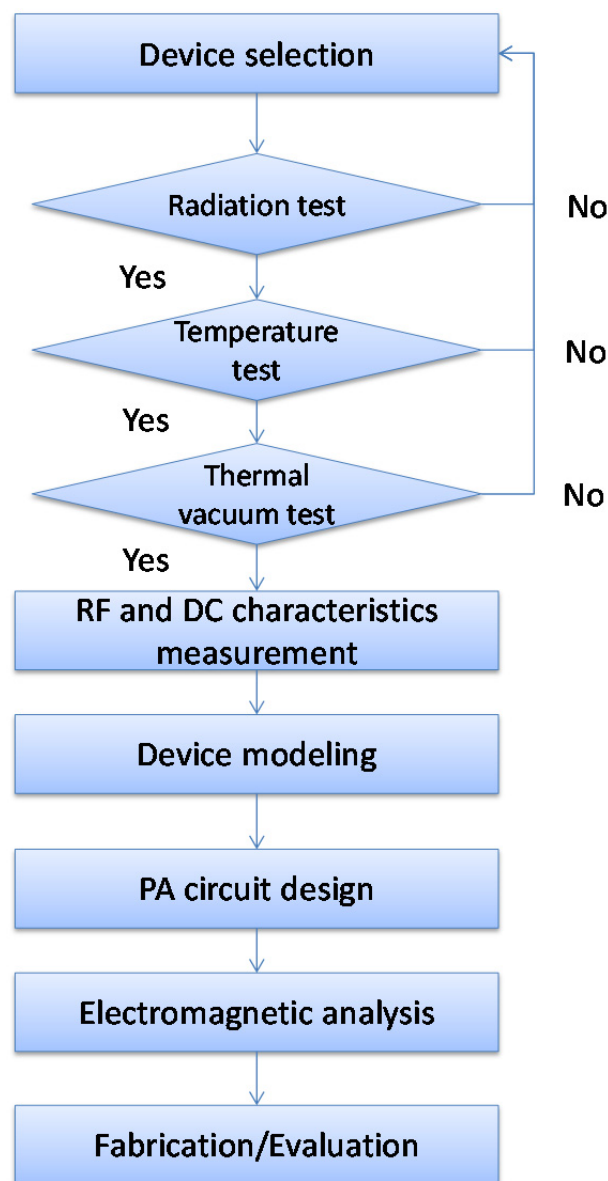 Device selection
Radiation test
No
Yes
Temperature
test
No
Yes
Thermal
vacuum test
No
Yes
RF and DC characteristics
measurement
Device modeling
PA circuit design
Electromagnetic analysis
Fabrication/Evaluation